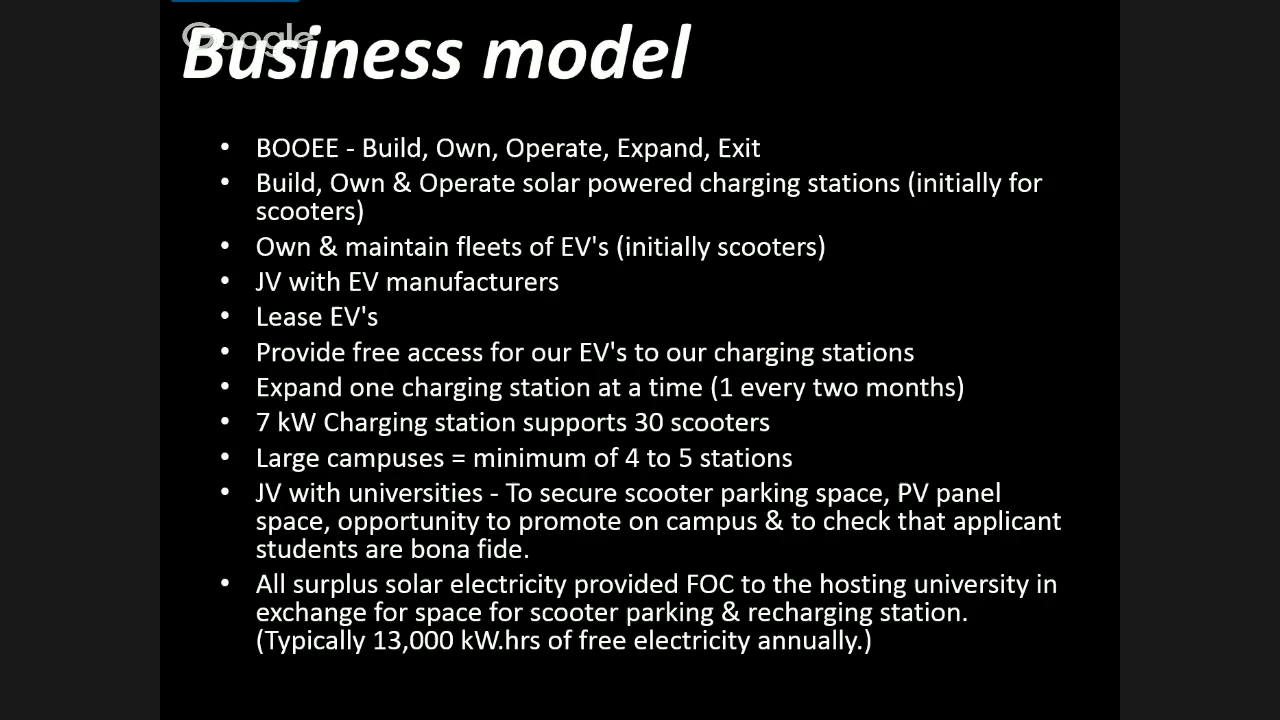 Google
Business model
• BOOEE - Build, Own, Operate, Expand, Exit
• Build, Own & Operate solar powered charging stations (initially for
scooters)
• Own & maintain fleets of EV's (initially scooters)
• JV with EV manufacturers
• Lease EV's
• Provide free access for our EV's to our charging stations
• Expand one charging station at a time (1 every two months)
• 7 kW Charging station supports 30 scooters
• Large campuses = minimum of 4 to 5 stations
• JV with universities - To secure scooter parking space, PV panel
space, opportunity to promote on campus & to check that applicant
students are bona fide.
• All surplus solar electricity provided FOC to the hosting university in
exchange for space for scooter parking & recharging station.
(Typically 13,000 kW.hrs of free electricity annually.)